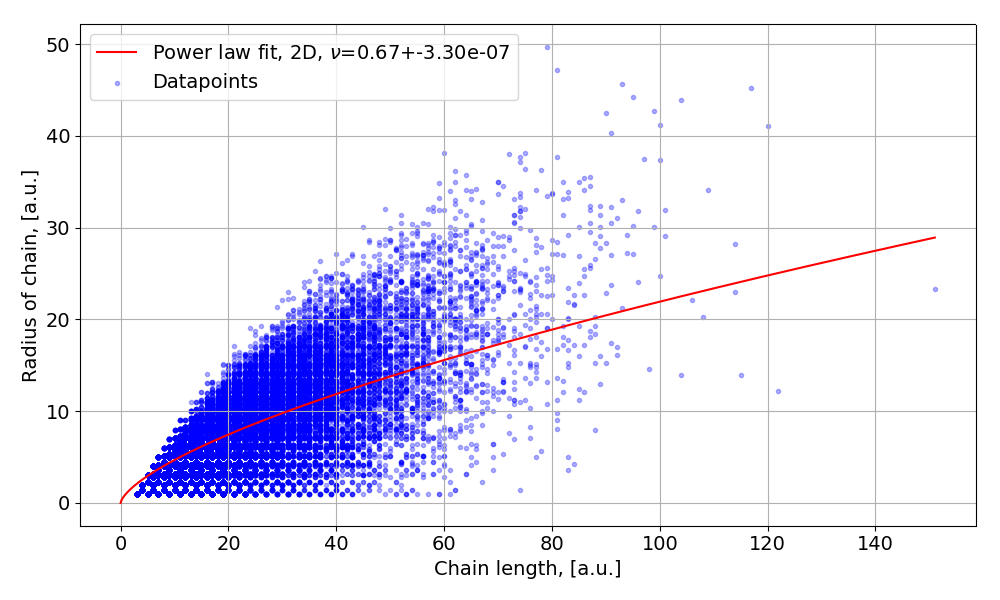 Power law fit, 2D, ν=0.67+-3.30e-07
Datapoints
50
40
30
20
10
0
Radius of chain, [a.u.]
0 20 40 60 80 100 120 140
Chain length, [a.u.]